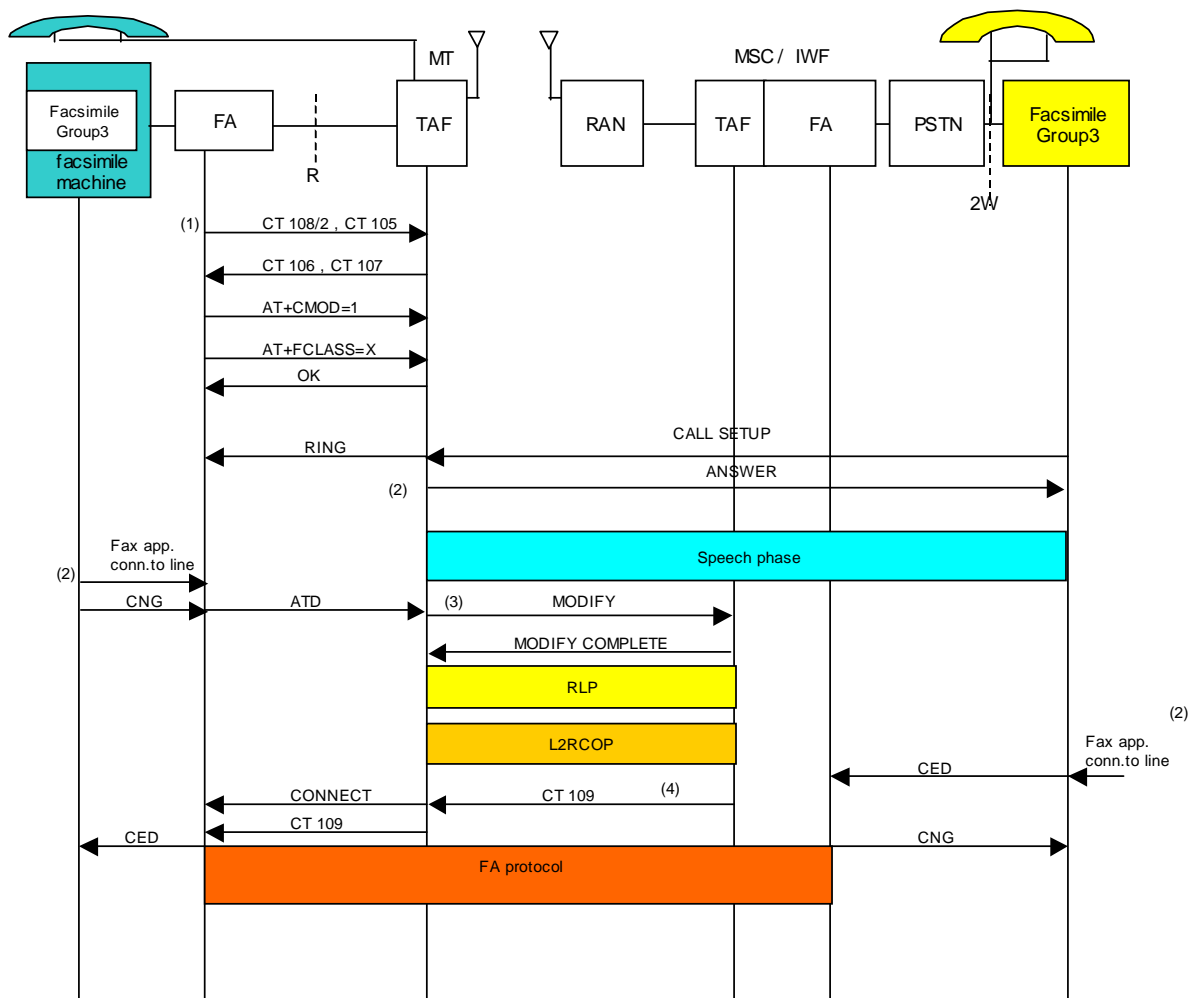 MT
MSC / IWF
Facsimile
Group3
facsimile
machine
FA
R
TAF
RAN
TAF
FA
PSTN
2W
Facsimile
Group3
(1)
CT 108/2 , CT 105
CT 106 , CT 107
AT+CMOD=1
AT+FCLASS=X
OK
CALL SETUP
RING
ANSWER
(2)
Speech phase
Fax app.
conn.to line
(2)
CNG
ATD
(3)
MODIFY
MODIFY COMPLETE
RLP
(2)
L2RCOP
Fax app.
conn.to line
CED
CONNECT
CT 109
(4)
CT 109
CED
CNG
FA protocol